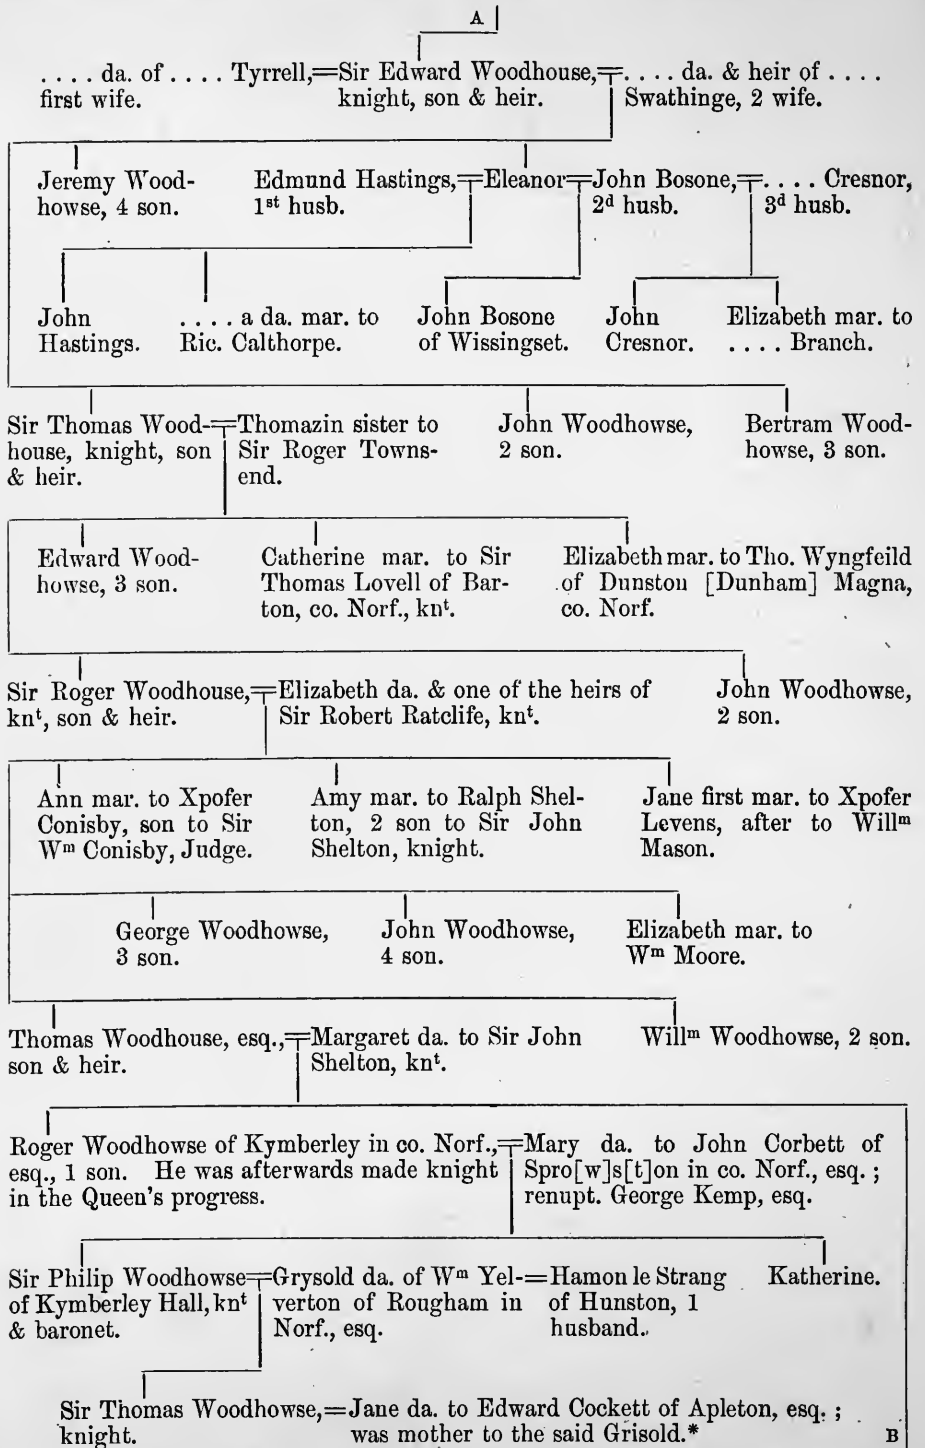 A
. . . . da. of . . . . Tyrrell,=Sir Edward Woodhouse,=. . . . da. & heir of . . . .
first wife. knight, son & heir. Swathinge, 2 wife.
Jeremy Wood- Edmund Hastings,=Eleanor=John Bosone,=. . . . Cresnor,
howse, 4 son. 1st husb. 2d husb. 3d husb.
John . . . . a da. mar. to John Bosone John Elizabeth mar. to
Hastings. Ric. Calthorpe. of Wissingset. Cresnor. . . . . Branch.
Sir Thomas Wood-=Thomazin sister to John Woodhowse, Bertram Wood-
house, knight, son Sir Roger Towns- 2 son. howse, 3 son.
& heir. end.
Edward Wood- Catherine mar. to Sir Elizabeth mar. to Tho. Wyngfeild
howse, 3 son. Thomas Lovell of Bar- of Dunston [Dunham] Magna,
ton, co. Norf., knt. co. Norf.
Sir Roger Woodhouse,=Elizabeth da. & one of the heirs of John Woodhowse,
knt, son & heir. Sir Robert Ratclife, knt. 2 son.
Ann mar. to Xpofer Amy mar. to Ralph Shel- Jane first mar. to Xpofer
Conisby, son to Sir ton, 2 son to Sir John Levens, after to Willm
Wm Conisby, Judge. Shelton, knight. Mason.
George Woodhowse, John Woodhowse, Elizabeth mar. to
3 son. 4 son. Wm Moore.
Thomas Woodhouse, esq.,=Margaret da. to Sir John Willm Woodhowse, 2 son.
son & heir. Shelton, knt.
Roger Woodhowse of Kymberley in co. Norf.,=Mary da. to John Corbett of
esq., 1 son. He was afterwards made knight Spro[w]s[t]on in co. Norf., esq. ;
in the Queen's progress. renupt. George Kemp, esq.
Sir Philip Woodhowse=Grysold da. of Wm Yel-=Hamon le Strang Katherine.
of Kymberley Hall, knt verton of Rougham in of Hunston, 1
& baronet. Norf., esq. husband.
Sir Thomas Woodhowse,=Jane da. to Edward Cockett of Apleton, esq. ;
knight. was mother to the said Grisold.* B